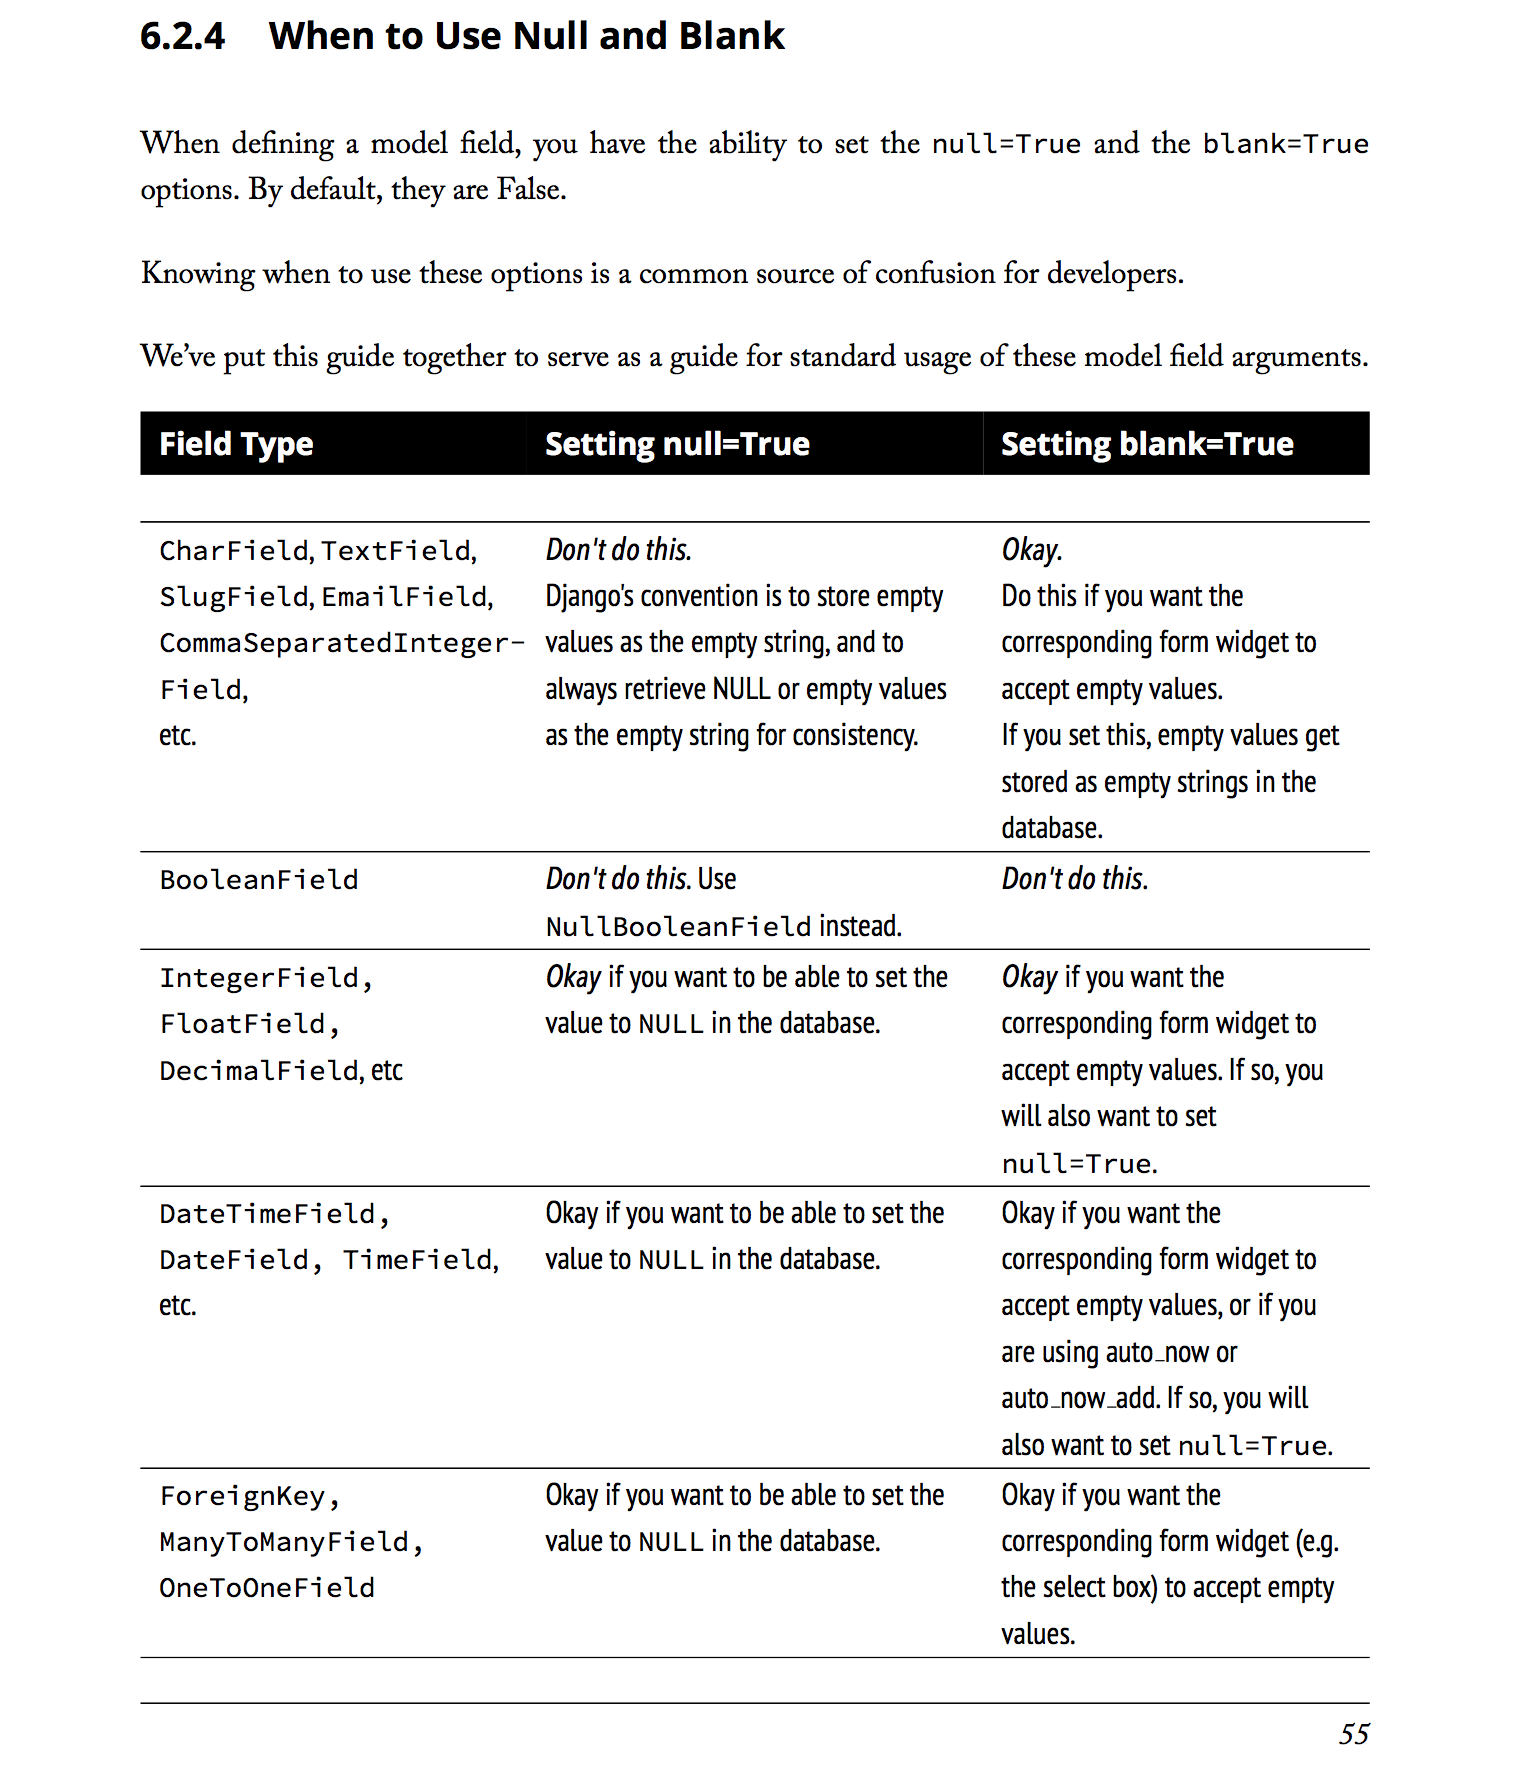 6.2.4 When to Use Null and Blank
When defining a model field, you have the ability to set the null=True and the blank=True
options. By default, they are False.
Knowing when to use these options is a common source of confusion for developers.
We've put this guide together to serve as a guide for standard usage of these model field arguments.
Field Type Setting null=True Setting blank=True
CharField, TextField,
SlugField, EmailField,
CommaSeparatedInteger-
Field,
etc.
Don't do this.
Django's convention is to store empty
values as the empty string, and to
always retrieve NULL or empty values
as the empty string for consistency.
Okay.
Do this if you want the
corresponding form widget to
accept empty values.
If you set this, empty values get
stored as empty strings in the
database.
BooleanField
Don't do this. Use
NullBooleanField instead.
Don't do this.
IntegerField,
FloatField,
DecimalField, etc
Okay if you want to be able to set the
value to NULL in the database.
Okay if you want the
corresponding form widget to
accept empty values. If so, you
will also want to set
null=True.
DateTimeField,
DateField, TimeField,
etc.
Okay if you want to be able to set the
value to NULL in the database.
Okay if you want the
corresponding form widget to
accept empty values, or if you
are using auto_now or
auto_now_add. If so, you will
also want to set null=True.
ForeignKey,
ManyToManyField,
OneToOneField
Okay if you want to be able to set the
value to NULL in the database.
Okay if you want the
corresponding form widget (e.g.
the select box) to accept empty
values.
55